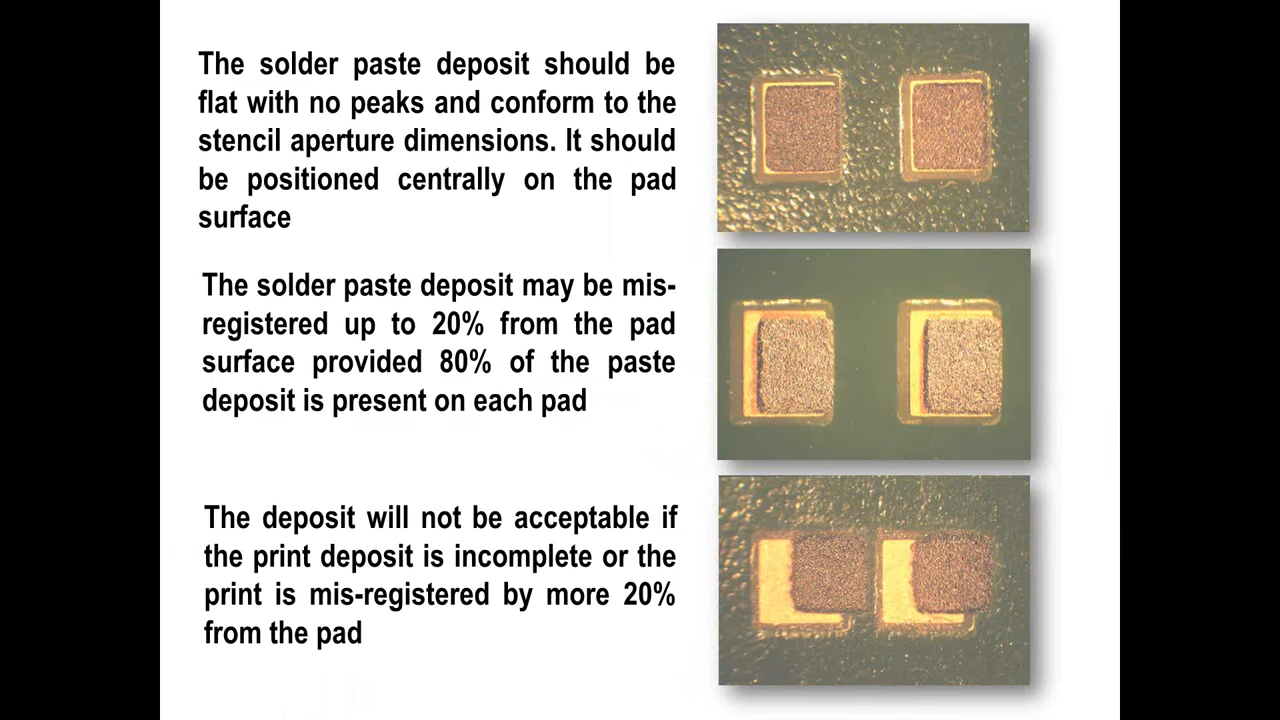 The solder paste deposit should be
flat with no peaks and conform to the
stencil aperture dimensions. It should
be positioned centrally on the pad
surface
The solder paste deposit may be mis-
registered up to 20% from the pad
surface provided 80% of the paste
deposit is present on each pad
The deposit will not be acceptable if
the print deposit is incomplete or the
print is mis-registered by more 20%
from the pad